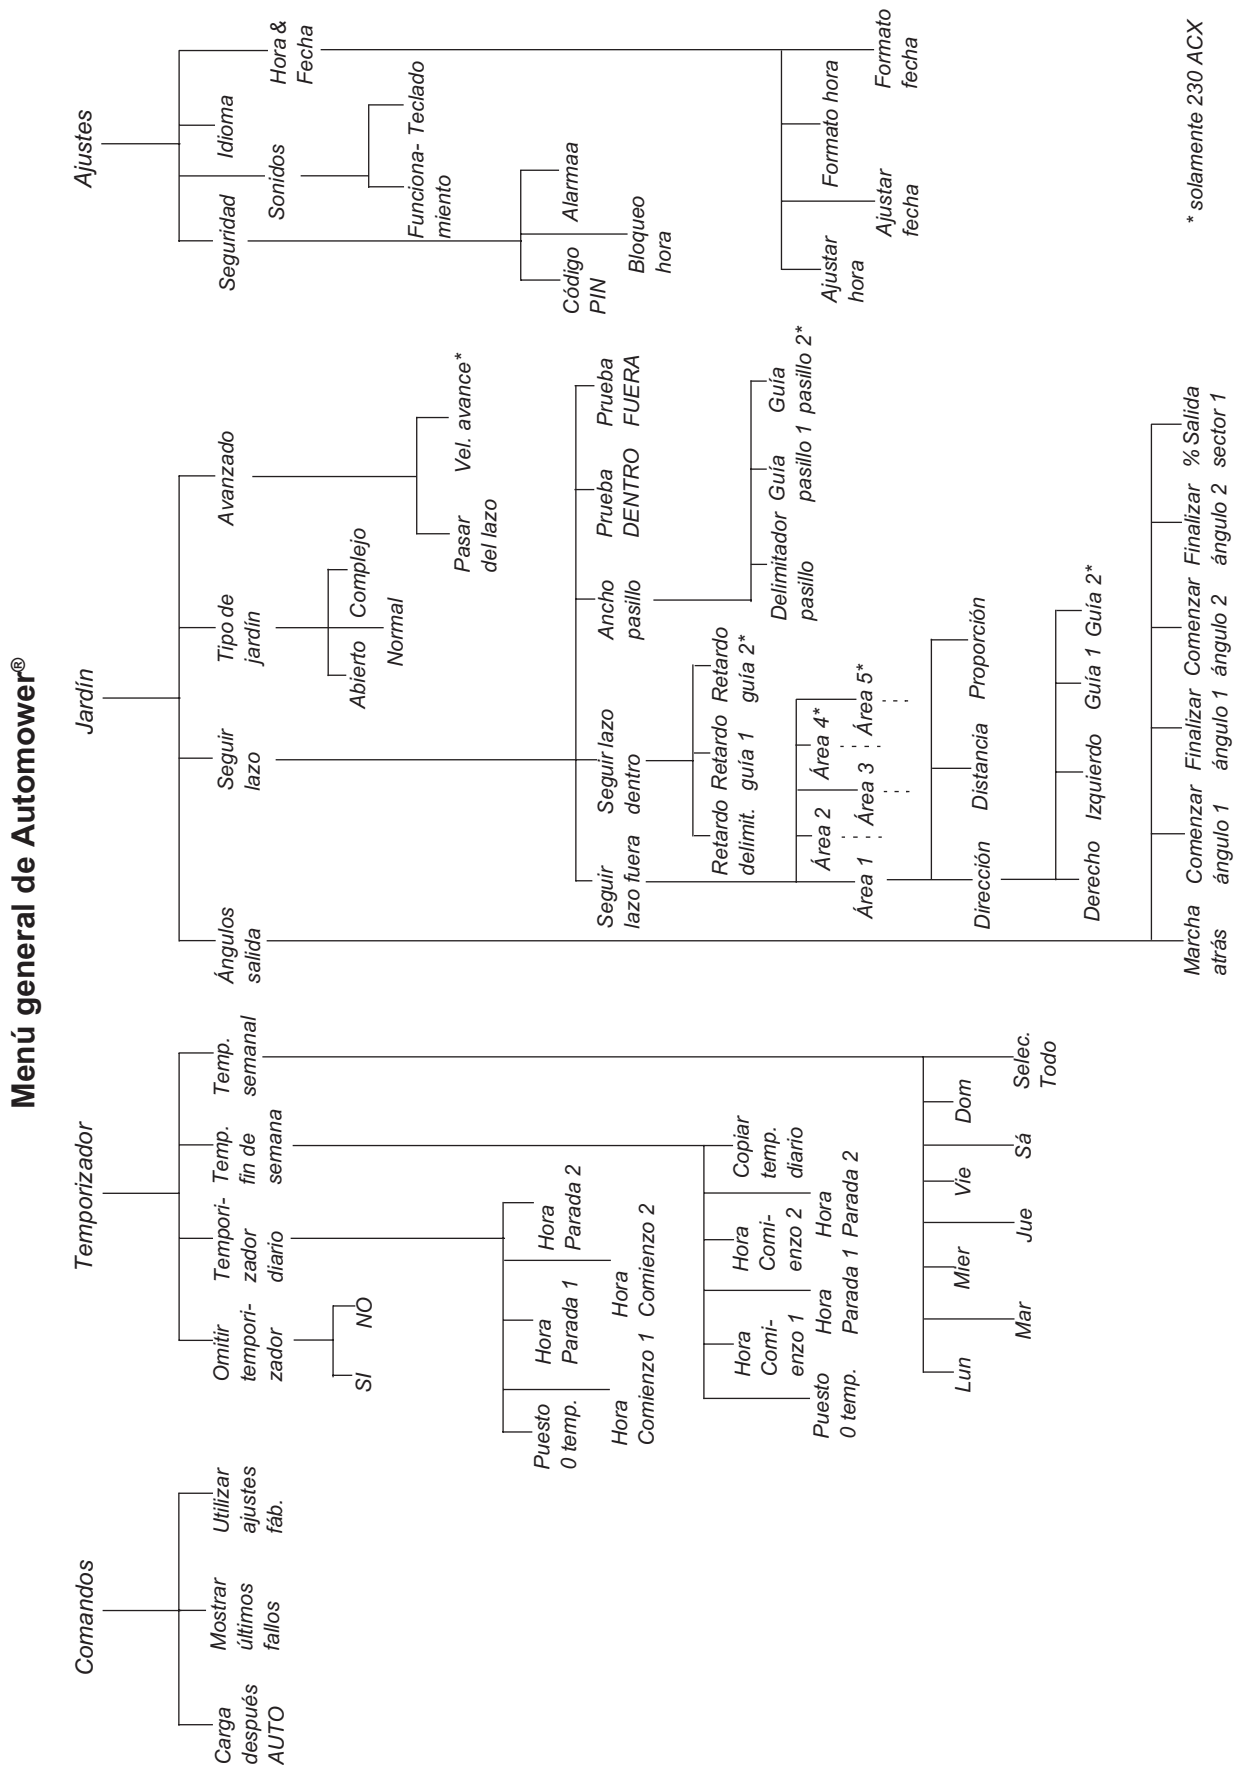 Menú general de Automower®
Comandos
Carga
después
AUTO
Mostrar
últimos
fallos
Utilizar
ajustes
fáb.
Temporizador
Omitir
tempori-
zador
SI
NO
Tempori-
zador
diario
Puesto
0 temp.
Hora
Comienzo 1
Hora
Parada 1
Hora
Comienzo 2
Hora
Parada 2
Temp.
fin de
semana
Puesto
0 temp.
Hora
Comi-
enzo 1
Hora
Parada 1
Hora
Comi-
enzo 2
Hora
Parada 2
Copiar
temp.
diario
Temp.
semanal
Lun
Mar
Mier
Jue
Vie
Sá
Dom
Selec.
Todo
Jardín
Ángulos
salida
Marcha
atrás
Comenzar
ángulo 1
Finalizar
ángulo 1
Comenzar
ángulo 2
Finalizar
ángulo 2
% Salida
sector 1
Seguir
lazo
Seguir
lazo fuera
Área 1
Área 2
Área 3
Área 4*
Área 5*
Dirección
Distancia
Proporción
Derecho
Izquierdo
Guía 1
Guía 2*
Seguir lazo
dentro
Retardo
delimit.
Retardo
guía 1
Retardo
guía 2*
Ancho
pasillo
Delimitador
pasillo
Guía
pasillo 1
Guía
pasillo 2*
Prueba
DENTRO
Prueba
FUERA
Tipo de
jardín
Abierto
Normal
Complejo
Avanzado
Pasar
del lazo
Vel. avance*
Ajustes
Seguridad
Código
PIN
Bloqueo
hora
Alarmaa
Sonidos
Funciona-
miento
Teclado
Idioma
Hora &
Fecha
Ajustar
hora
Ajustar
fecha
Formato hora
Formato
fecha
* solamente 230 ACX